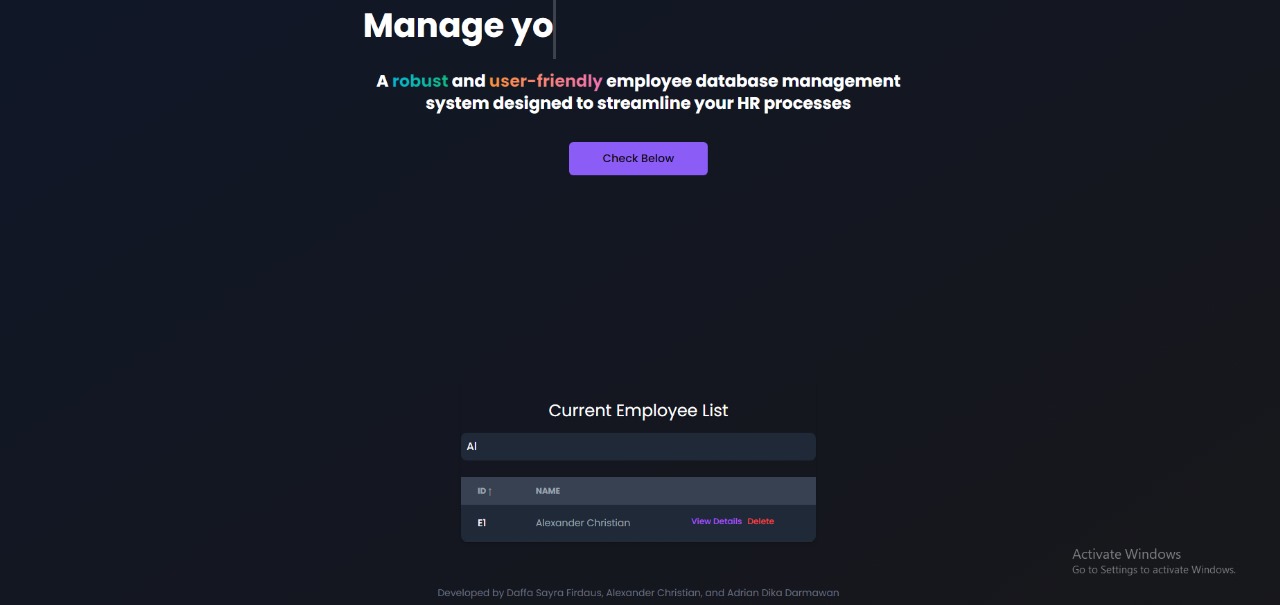 Manage yo
A robust and user-friendly employee database management
system designed to streamline your HR processes
Check Below
Current Employee List
Al
ID ↑ NAME
E1 Alexander Christian View Details Delete
Activate Windows
Go to Settings to activate Windows.
Developed by Daffa Sayra Firdaus, Alexander Christian, and Adrian Dika Darmawan